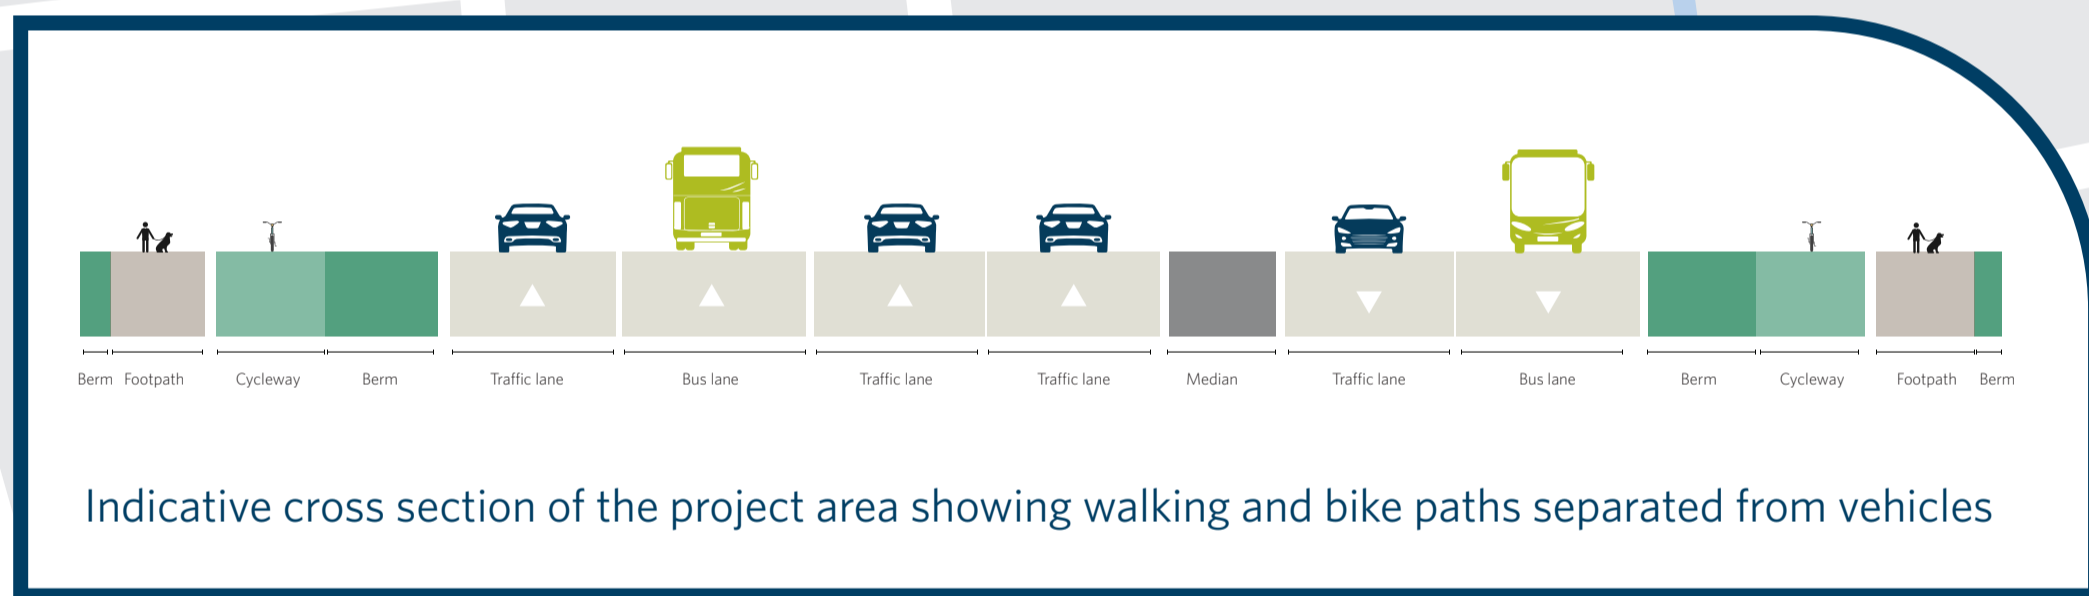 Berm Footpath Cycleway Berm Traffic lane Bus lane Traffic lane Traffic lane Median Traffic lane Bus lane Berm Cycleway Footpath Berm
Indicative cross section of the project area showing walking and bike paths separated from vehicles